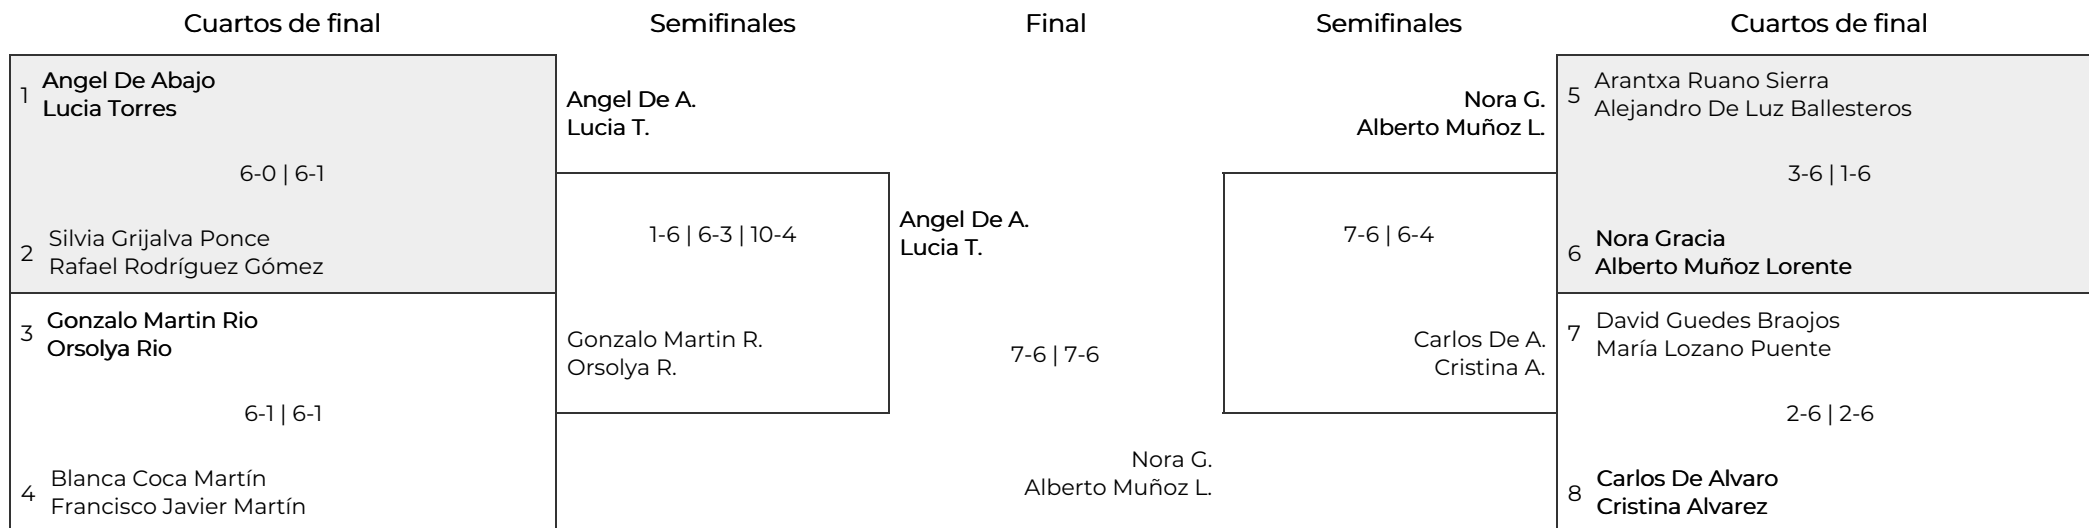 Cuartos de final
Semifinales
Final
Semifinales
Cuartos de final
1
Angel De Abajo
Lucia Torres
6-0 | 6-1
2
Silvia Grijalva Ponce
Rafael Rodríguez Gómez
3
Gonzalo Martin Rio
Orsolya Rio
6-1 | 6-1
4
Blanca Coca Martín
Francisco Javier Martín
Angel De A.
Lucia T.
1-6 | 6-3 | 10-4
Gonzalo Martin R.
Orsolya R.
Angel De A.
Lucia T.
7-6 | 7-6
Nora G.
Alberto Muñoz L.
Nora G.
Alberto Muñoz L.
7-6 | 6-4
Carlos De A.
Cristina A.
5
Arantxa Ruano Sierra
Alejandro De Luz Ballesteros
3-6 | 1-6
6
Nora Gracia
Alberto Muñoz Lorente
7
David Guedes Braojos
María Lozano Puente
2-6 | 2-6
8
Carlos De Alvaro
Cristina Alvarez